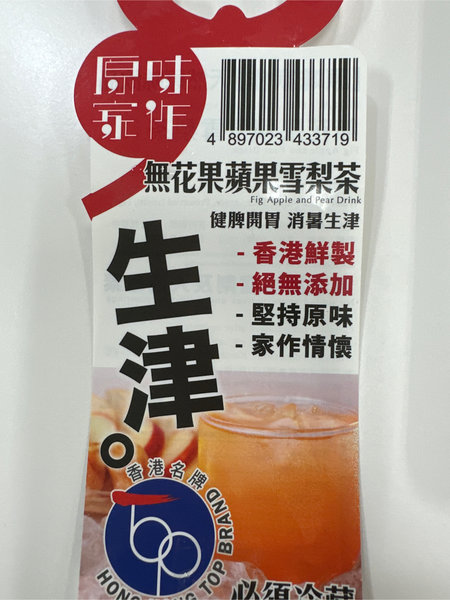 原味
家作
4 897023 433719
無花果蘋果雪梨茶
Fig Apple and Pear Drink
健脾開胃 消暑生津
- 香港鮮製
- 絕無添加
- 堅持原味
- 家作情懷
生津。
香港名牌
HONG KONG TOP BRAND
必須冷藏